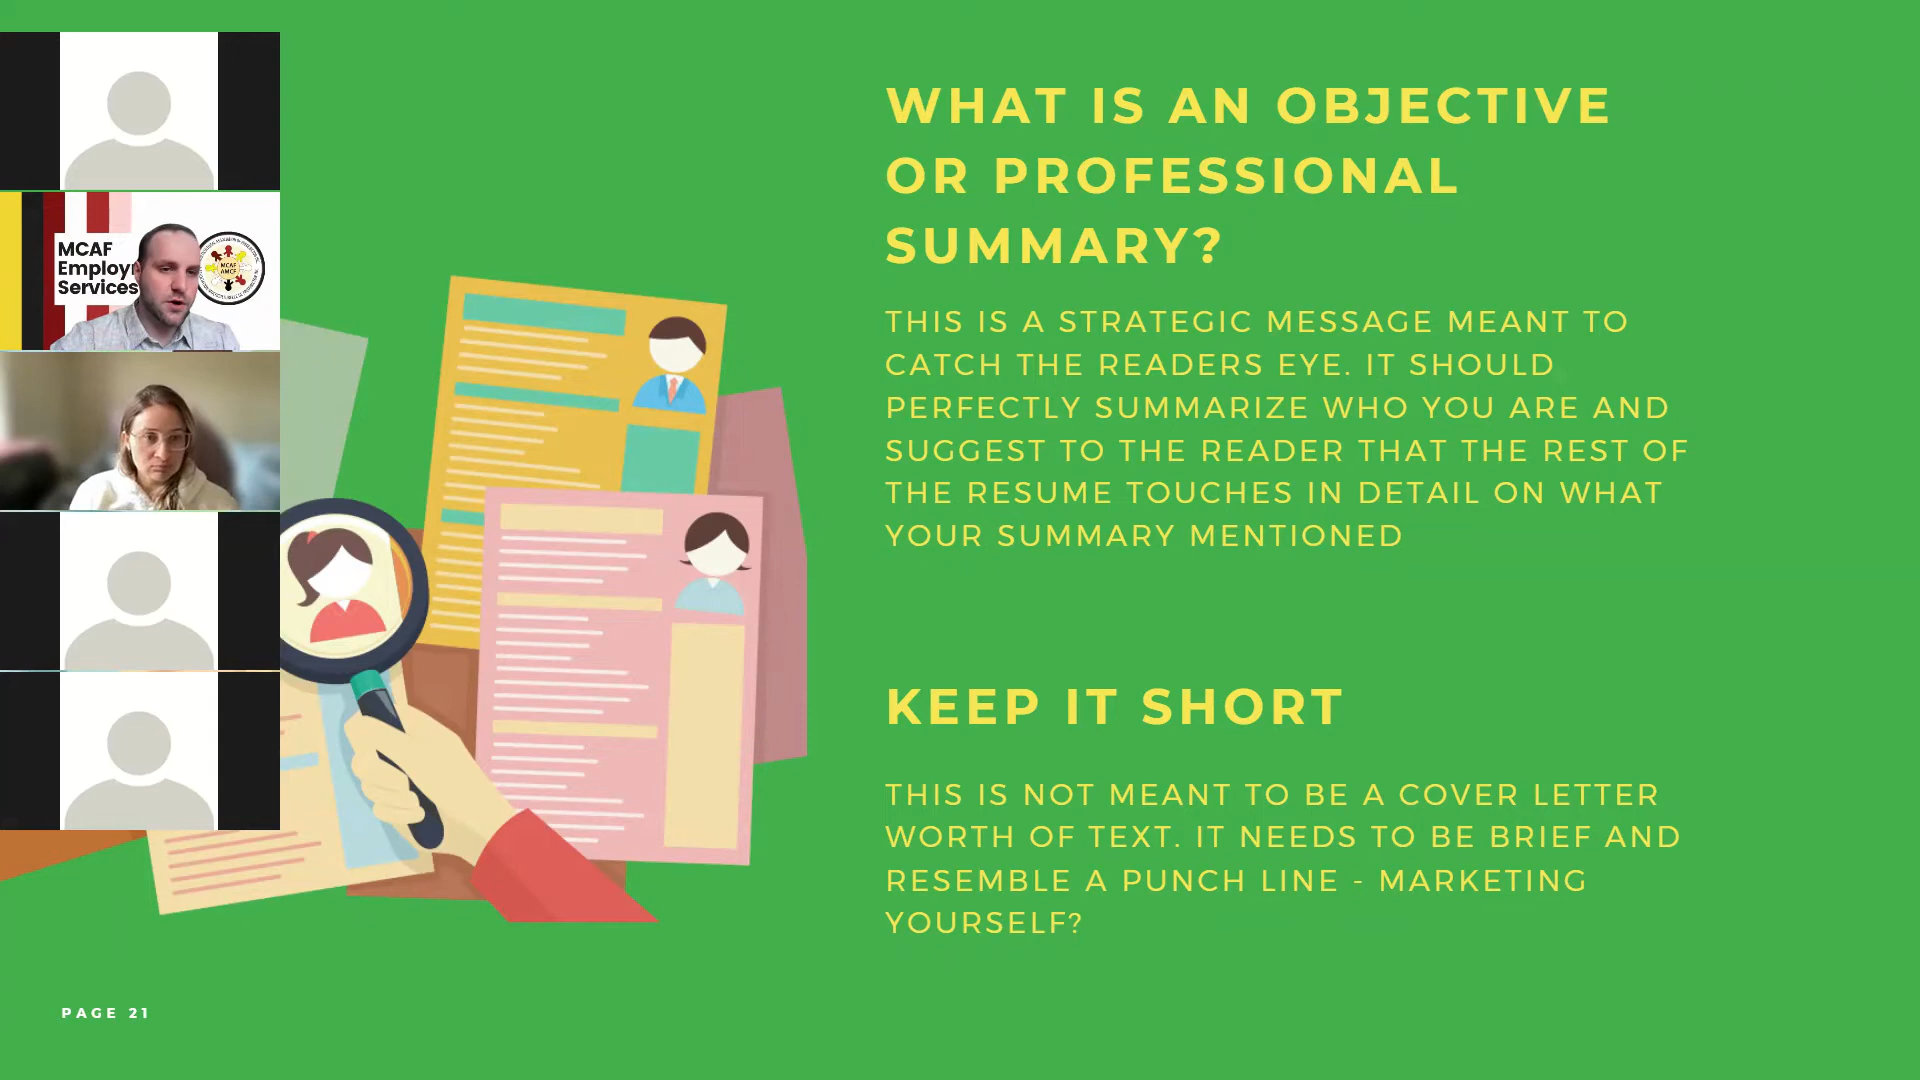 MCAF
Services
MCAF
AMCF
WHAT IS AN OBJECTIVE
OR PROFESSIONAL
SUMMARY?
THIS IS A STRATEGIC MESSAGE MEANT TO
CATCH THE READERS EYE. IT SHOULD
PERFECTLY SUMMARIZE WHO YOU ARE AND
SUGGEST TO THE READER THAT THE REST OF
THE RESUME TOUCHES IN DETAIL ON WHAT
YOUR SUMMARY MENTIONED
KEEP IT SHORT
THIS IS NOT MEANT TO BE A COVER LETTER
WORTH OF TEXT. IT NEEDS TO BE BRIEF AND
RESEMBLE A PUNCH LINE - MARKETING
YOURSELF?
PAGE 21